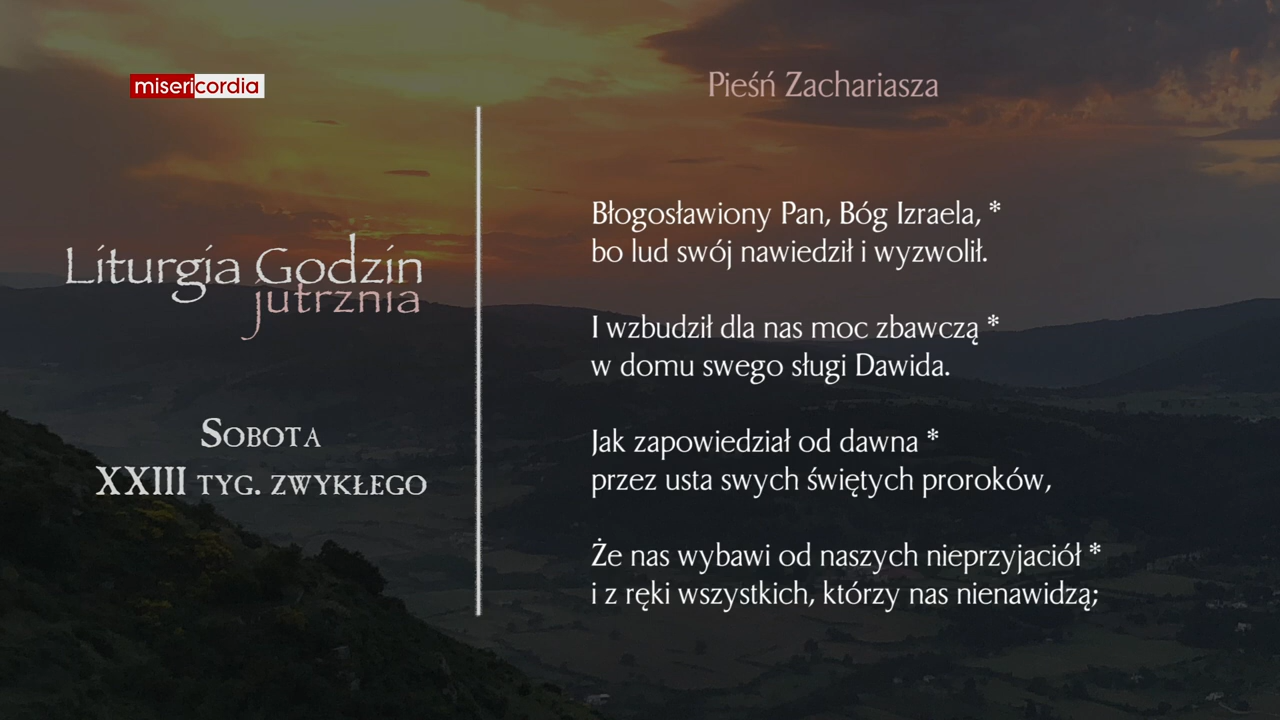 misericordia
Liturgia Godzin
jutrznia
Sobota
XXIII tyg. zwykłego
Pieśń Zachariasza
Błogosławiony Pan, Bóg Izraela, *
bo lud swój nawiedził i wyzwolił.
I wzbudził dla nas moc zbawczą *
w domu swego sługi Dawida.
Jak zapowiedział od dawna *
przez usta swych świętych proroków,
Że nas wybawi od naszych nieprzyjaciół *
i z ręki wszystkich, którzy nas nienawidzą;